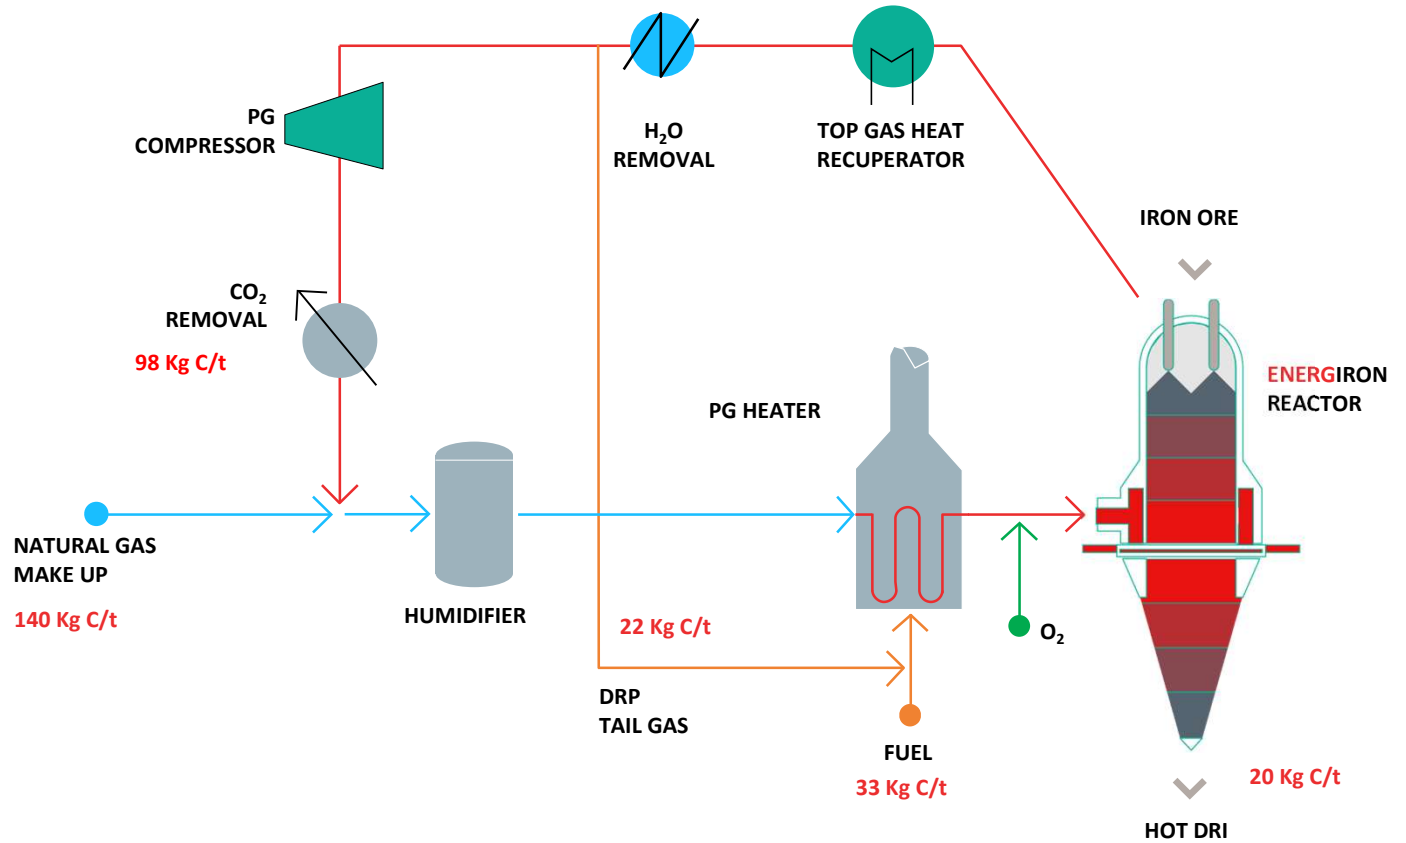 PG
COMPRESSOR
H₂O
REMOVAL
TOP GAS HEAT
RECUPERATOR
IRON ORE
CO₂
REMOVAL
98 Kg C/t
PG HEATER
ENERGIRON
REACTOR
NATURAL GAS
MAKE UP
140 Kg C/t
HUMIDIFIER
22 Kg C/t
O₂
DRP
TAIL GAS
FUEL
33 Kg C/t
20 Kg C/t
HOT DRI